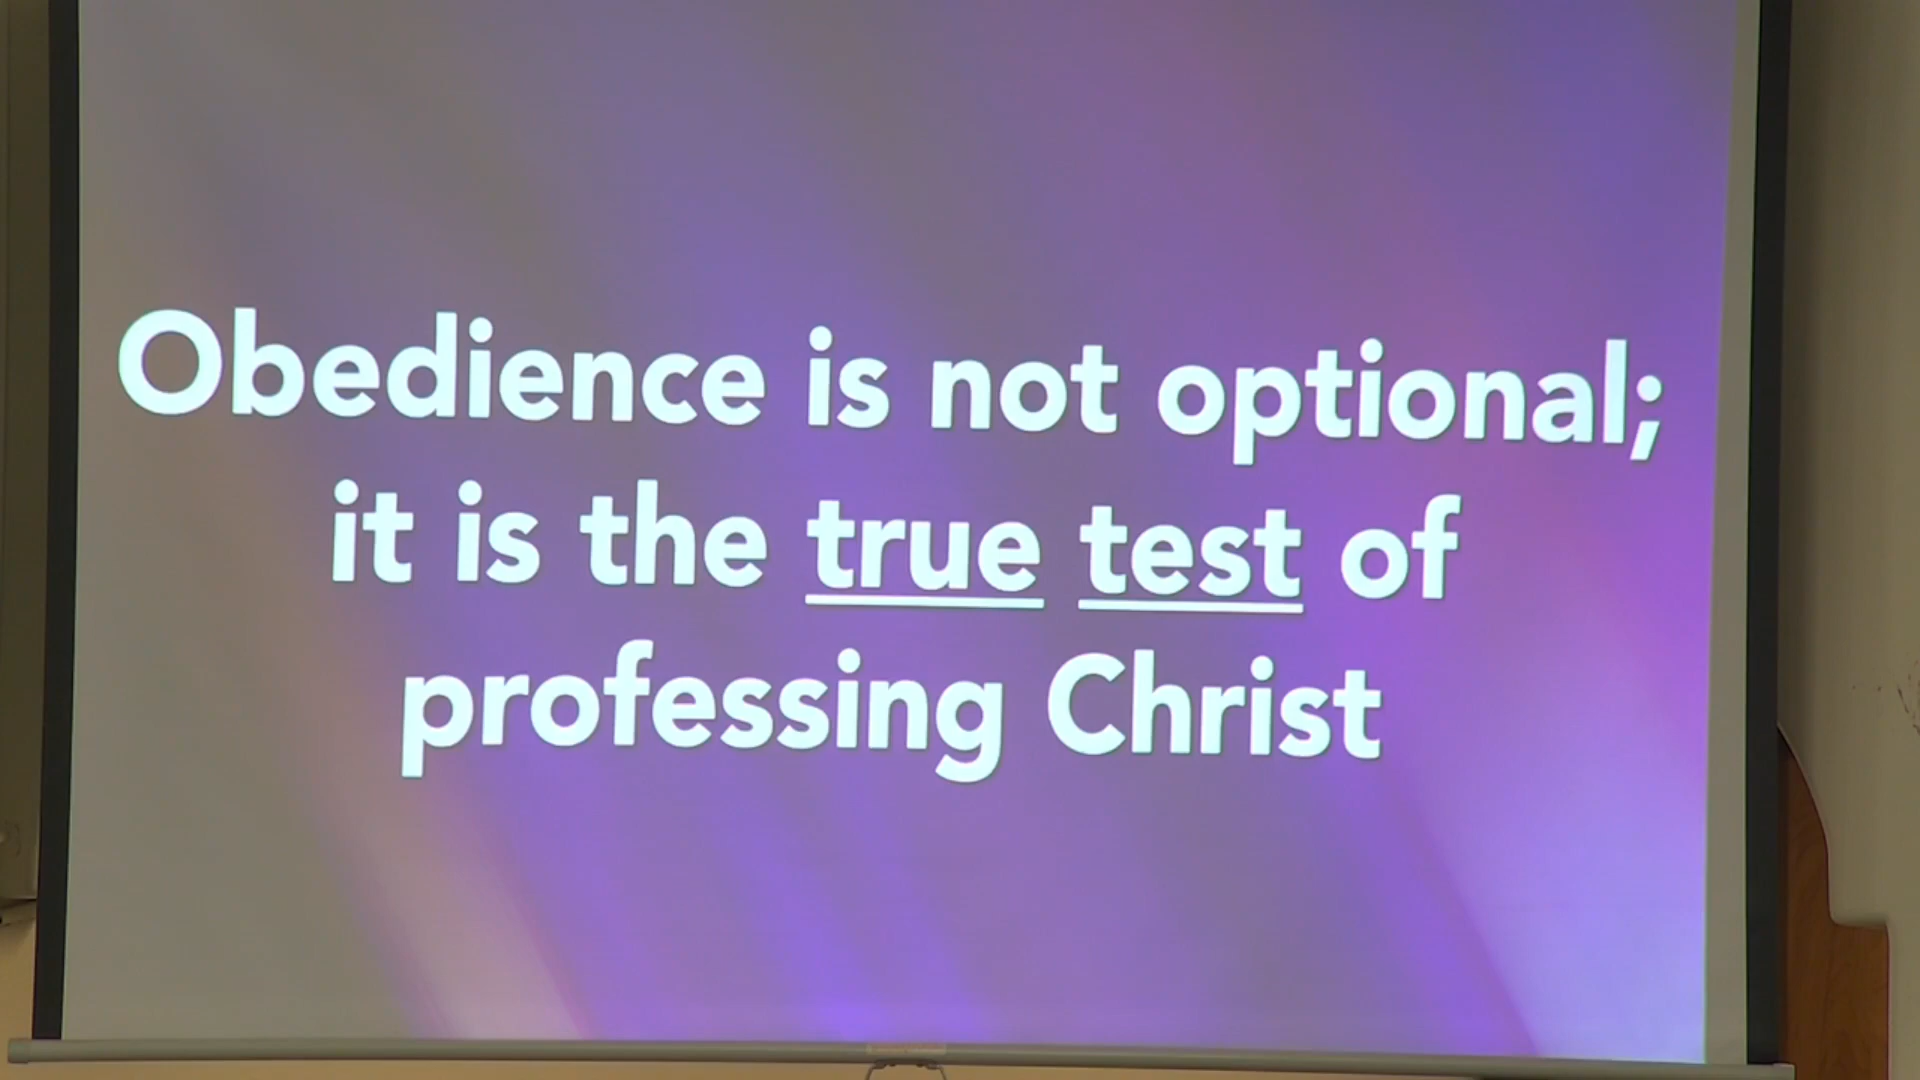 Obedience is not optional;
it is the true test of
professing Christ